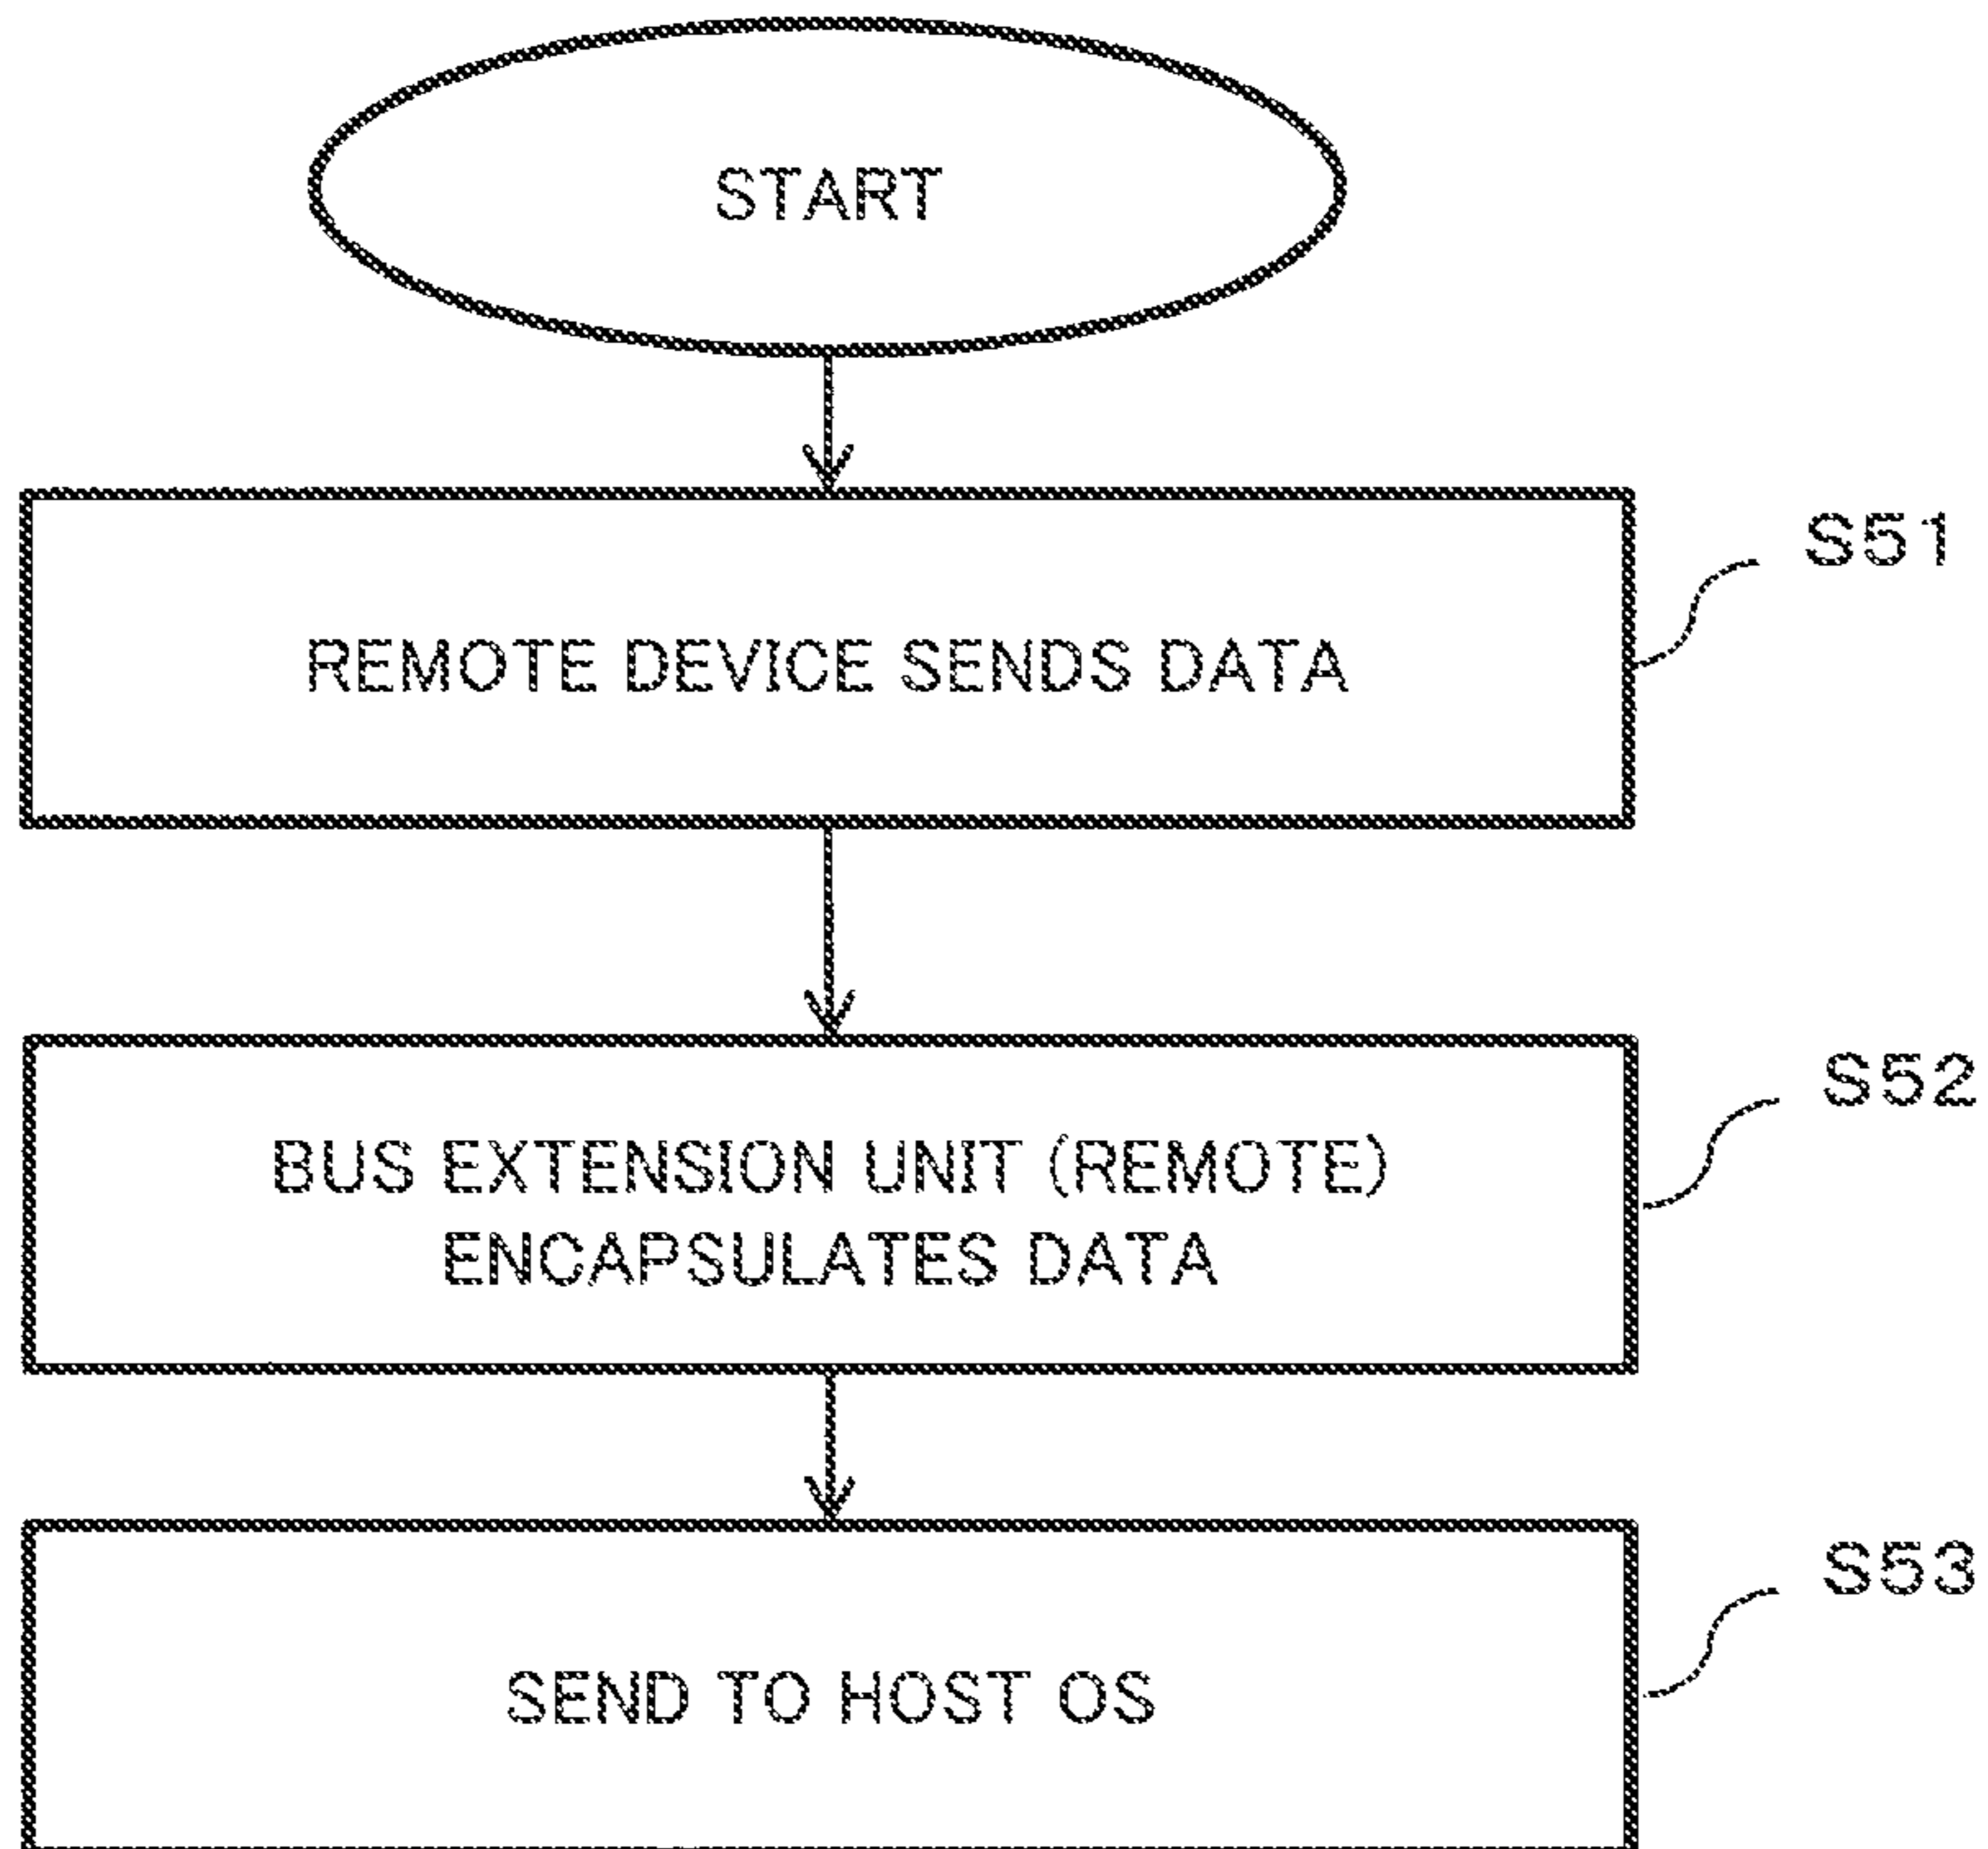 START
S51
REMOTE DEVICE SENDS DATA
S52
BUS EXTENSION UNIT (REMOTE)
ENCAPSULATES DATA
S53
SEND TO HOST OS